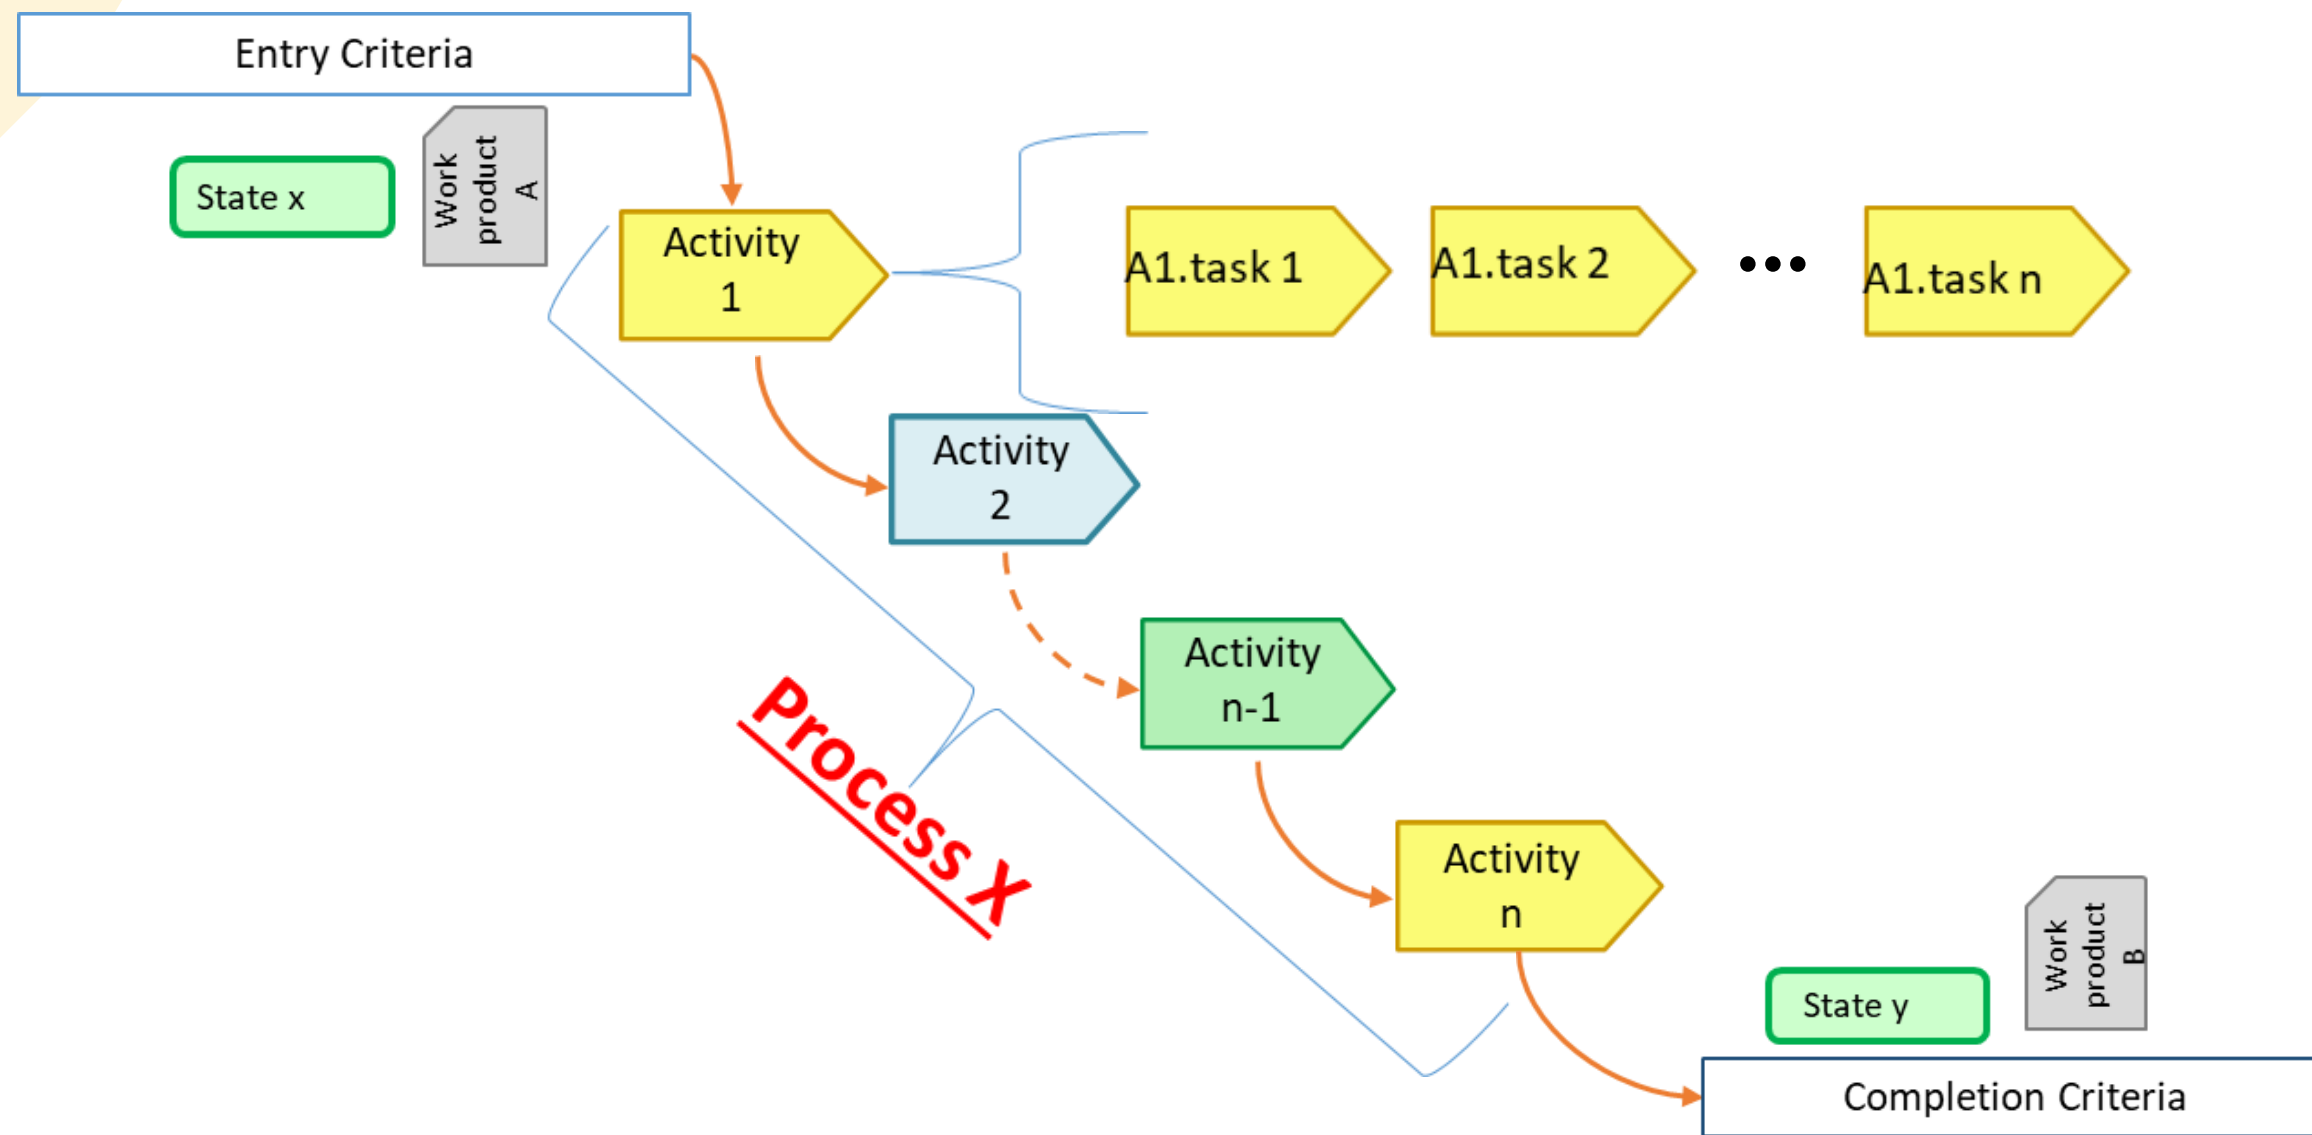 Entry Criteria
State x
Work
product
A
Activity
1
A1.task 1
A1.task 2
•••
A1.task n
Activity
2
Activity
n-1
Process X
Activity
n
State y
Work
product
B
Completion Criteria